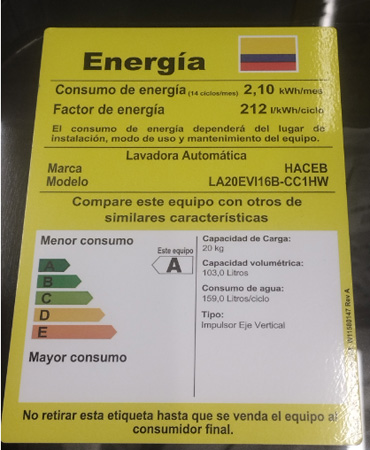 Energía
Consumo de energía (14 ciclos/mes) 2,10 kWh/mes
Factor de energía 212 l/kWh/ciclo
El consumo de energía dependerá del lugar de
instalación, modo de uso y mantenimiento del equipo.
Lavadora Automática
Marca HACEB
Modelo LA20EVI16B-CC1HW
Compare este equipo con otros de
similares características
Menor consumo
Este equipo
A
A
B
C
D
E
Mayor consumo
Capacidad de Carga:
20 kg
Capacidad volumétrica:
103,0 Litros
Consumo de agua:
159,0 Litros/ciclo
Tipo:
Impulsor Eje Vertical
No retirar esta etiqueta hasta que se venda el equipo al
consumidor final.